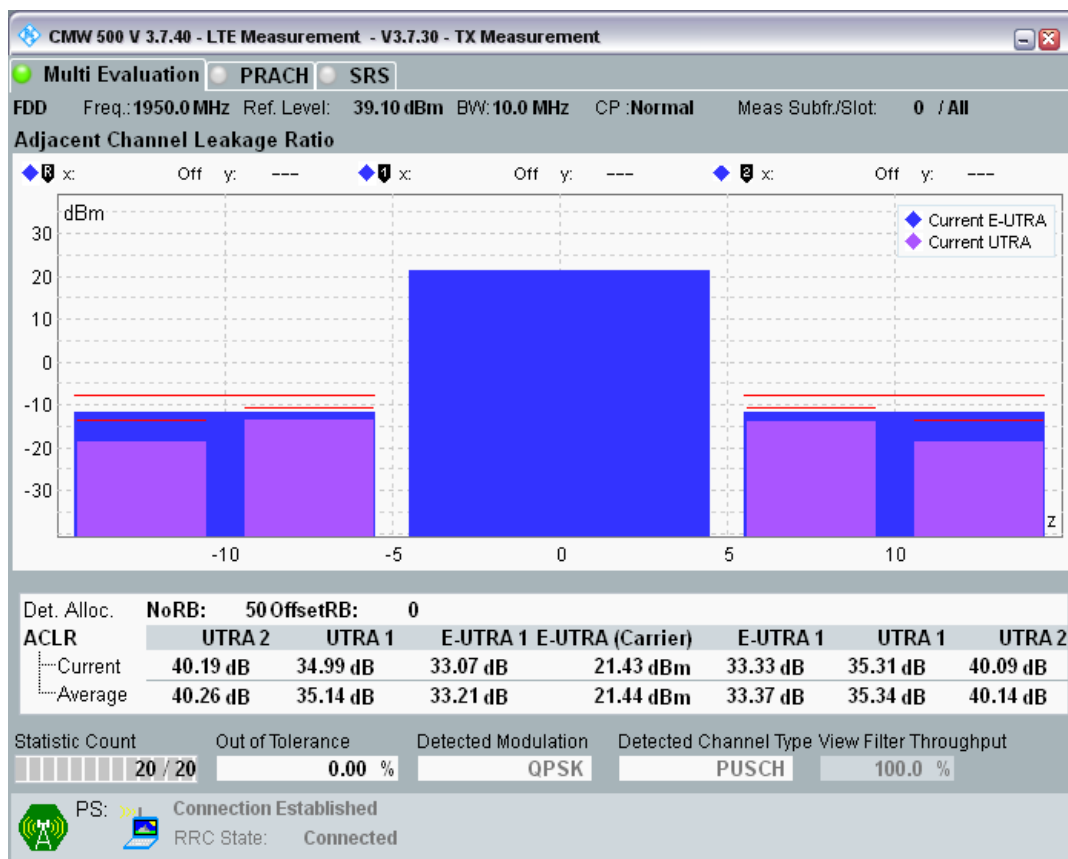 CMW 500 V 3.7.40 - LTE Measurement - V3.7.30 - TX Measurement
Multi Evaluation PRACH SRS
FDD Freq.: 1950.0 MHz Ref. Level: 39.10 dBm BW: 10.0 MHz CP :Normal Meas Subfr./Slot: 0 / All
Adjacent Channel Leakage Ratio
R x: Off y: --- 1 x: Off y: --- 2 x: Off y: ---
dBm
Current E-UTRA
Current UTRA
30
20
10
0
-10
-20
-30
z
-10 -5 0 5 10
Det. Alloc. NoRB: 50 OffsetRB: 0
ACLR UTRA 2 UTRA 1 E-UTRA 1 E-UTRA (Carrier) E-UTRA 1 UTRA 1 UTRA 2
Current 40.19 dB 34.99 dB 33.07 dB 21.43 dBm 33.33 dB 35.31 dB 40.09 dB
Average 40.26 dB 35.14 dB 33.21 dB 21.44 dBm 33.37 dB 35.34 dB 40.14 dB
Statistic Count Out of Tolerance Detected Modulation Detected Channel Type View Filter Throughput
20 / 20 0.00 % QPSK PUSCH 100.0 %
PS: Connection Established
RRC State: Connected